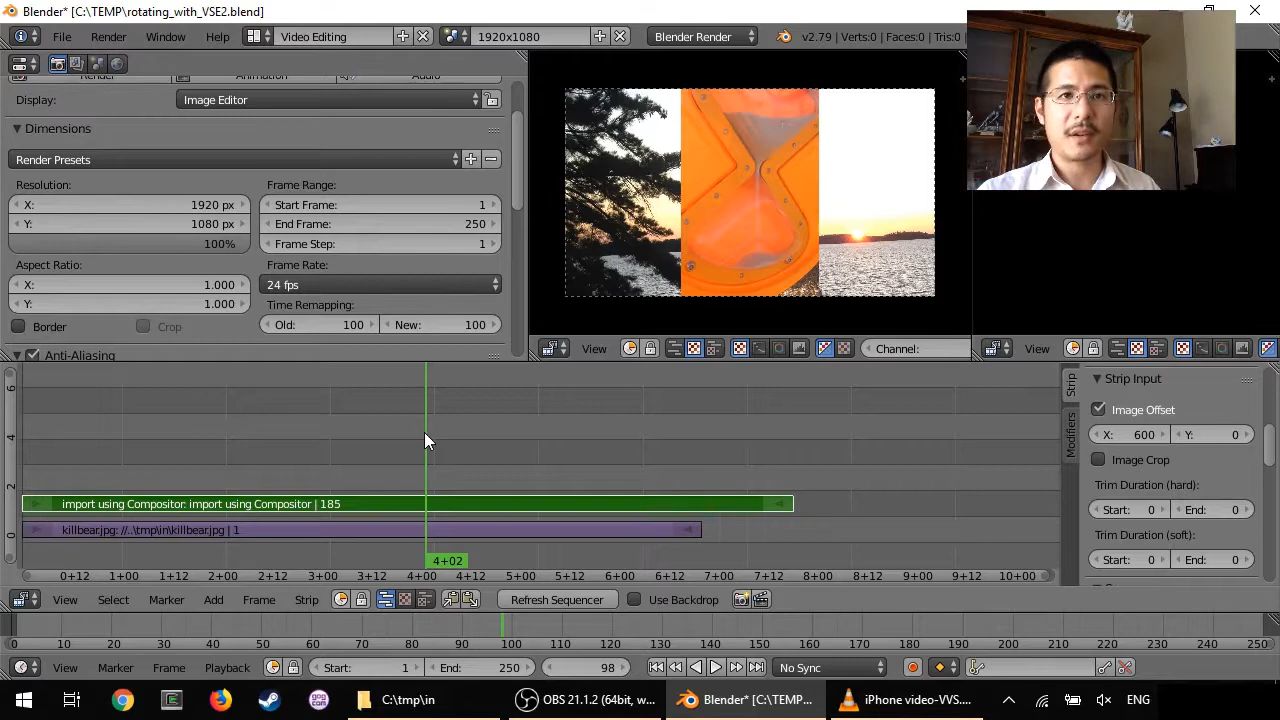 Blender* [C:\TEMP\rotating_with_VSE2.blend]
File Render Window Help Video Editing 1920x1080 Blender Render v2.79 | Verts:0 | Faces:0 | Tris:0
Render Animation Audio
Display: Image Editor
Dimensions
Render Presets
Resolution: Frame Range:
X: 1920 px Start Frame: 1
Y: 1080 px End Frame: 250
100% Frame Step: 1
Aspect Ratio: Frame Rate:
X: 1.000 24 fps
Y: 1.000 Time Remapping:
Border Crop Old: 100 New: 100
View Channel: View
Anti-Aliasing
Strip Input
Image Offset
X: 600 Y: 0
Image Crop
Trim Duration (hard):
Start: 0 End: 0
Trim Duration (soft):
Start: 0 End: 0
Strip
Modifiers
6
4
2
0
import using Compositor: import using Compositor | 185
killbear.jpg: //..\tmp\in\killbear.jpg | 1
4+02
0+12 1+00 1+12 2+00 2+12 3+00 3+12 4+00 4+12 5+00 5+12 6+00 6+12 7+00 7+12 8+00 8+12 9+00 9+12 10+00
View Select Marker Add Frame Strip Refresh Sequencer Use Backdrop
0 10 20 30 40 50 60 70 80 90 100 110 120 130 140 150 160 170 180 190 200 210 220 230 240 250
View Marker Frame Playback Start: 1 End: 250 98 No Sync
C:\tmp\in OBS 21.1.2 (64bit, w... Blender* [C:\TEMP... iPhone video-VVS.... ENG